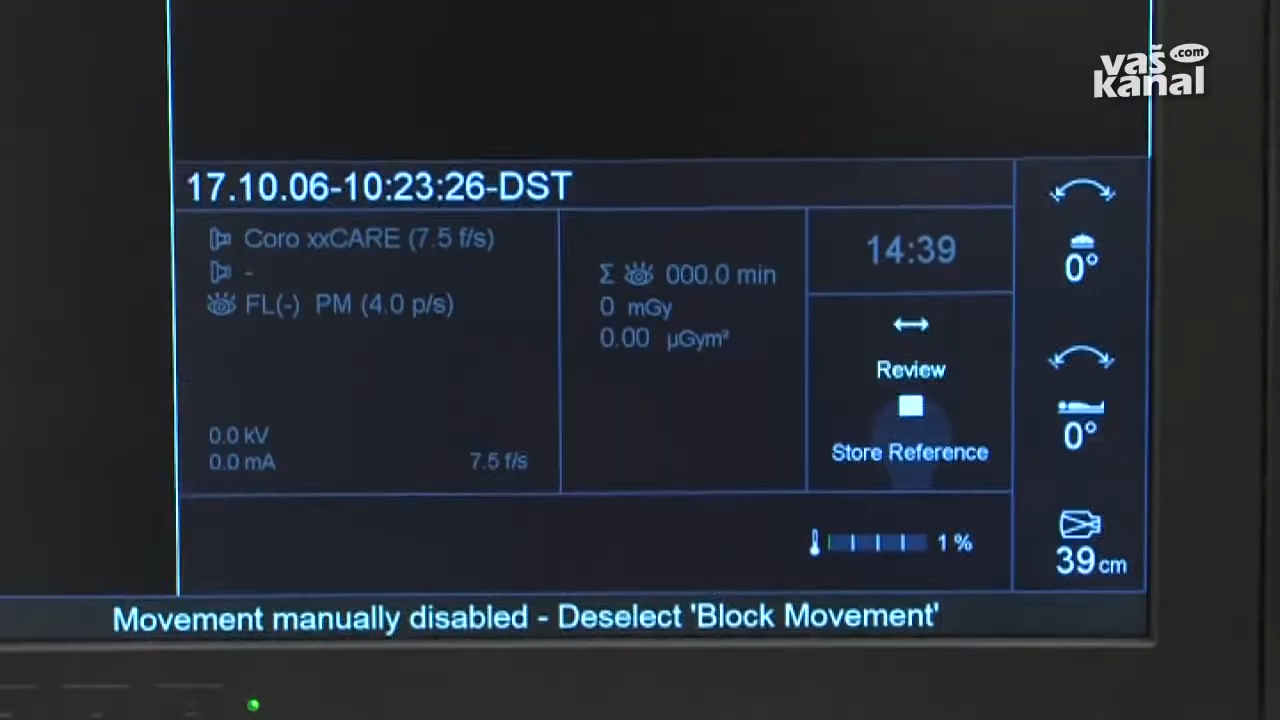 vaš.com
kanal
17.10.06-10:23:26-DST
Coro xxCARE (7.5 f/s)
-
FL(-) PM (4.0 p/s)
0.0 kV
0.0 mA
7.5 f/s
Σ 000.0 min
0 mGy
0.00 µGym²
14:39
Review
Store Reference
1 %
0°
0°
39 cm
Movement manually disabled - Deselect 'Block Movement'